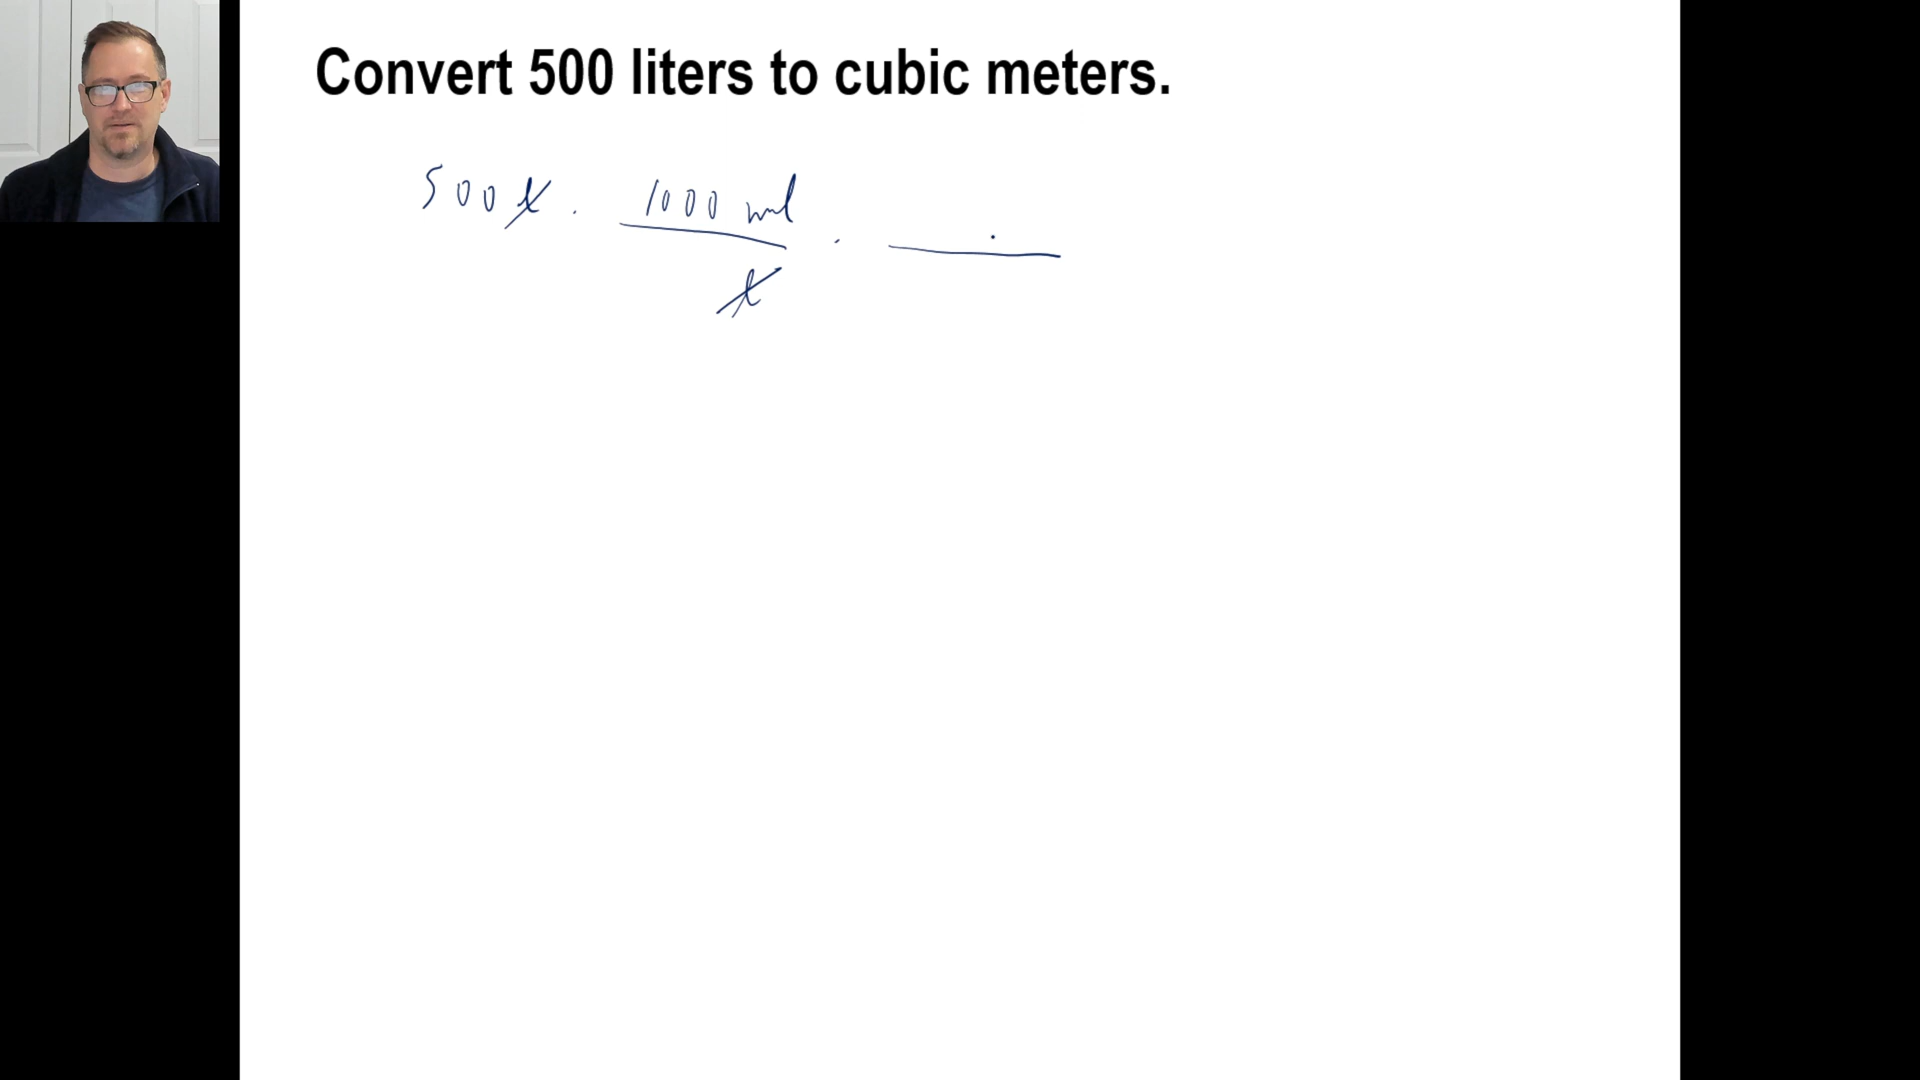 Convert 500 liters to cubic meters.
500 l . 1000 ml .
l